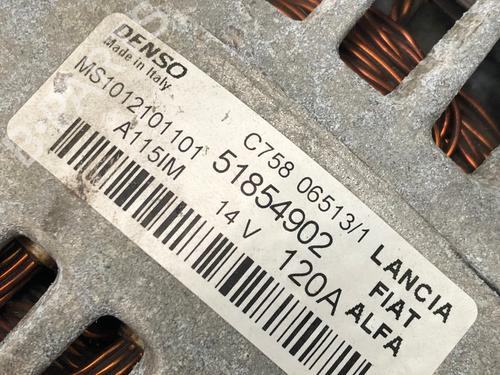 DENSO
Made in Italy
MS1012101101
A115IM
C758 06513/1
51854902
14 V 120A
LANCIA
FIAT
ALFA